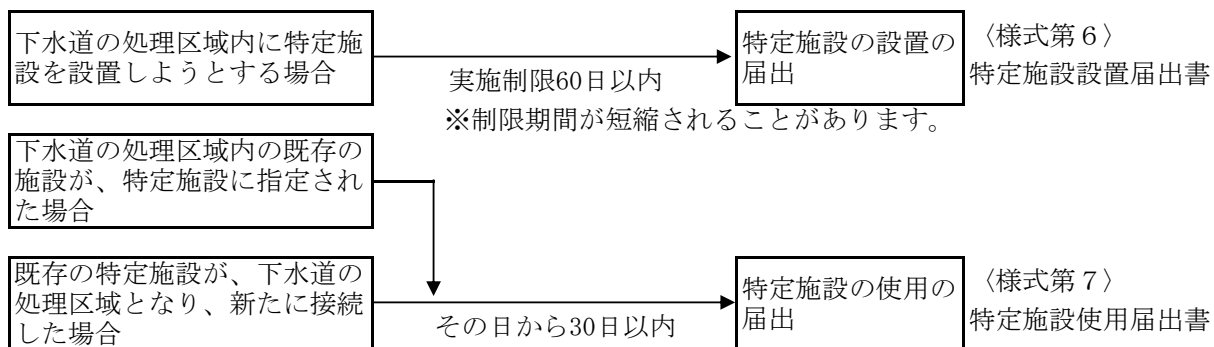 下水道の処理区域内に特定施
設を設置しようとする場合
実施制限60日以内
※制限期間が短縮されることがあります。
特定施設の設置の
届出
〈様式第６〉
特定施設設置届出書
下水道の処理区域内の既存の
施設が、特定施設に指定され
た場合
既存の特定施設が、下水道の
処理区域となり、新たに接続
した場合
その日から30日以内
特定施設の使用の
届出
〈様式第７〉
特定施設使用届出書